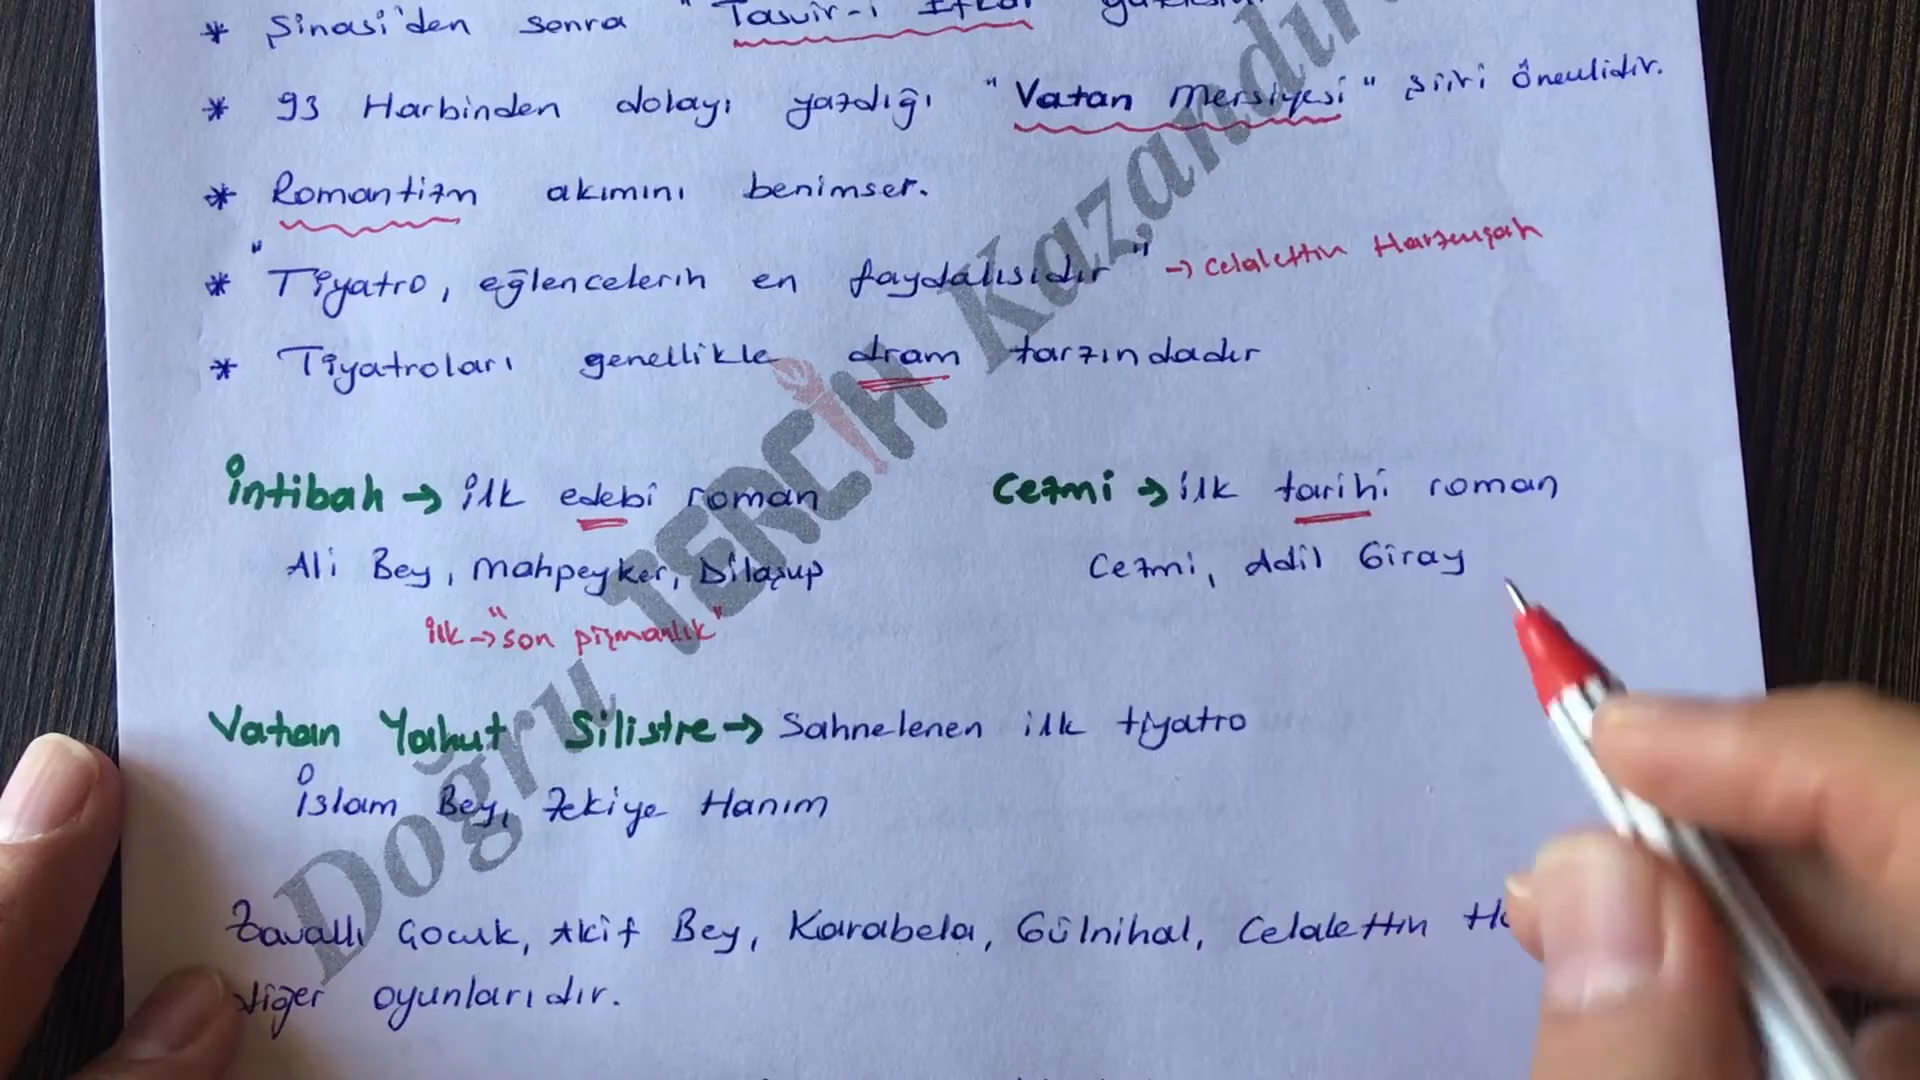 * Şinasi'den sonra "Tasvir-i Efkar
* 93 Harbinden dolayı yazdığı "Vatan Mersiyesi" şiiri önemlidir.
* Romantizm akımını benimser.
* "Tiyatro, eğlencelerin en faydalısıdır" → Celalettin Harzemşah
* Tiyatroları genellikle dram tarzındadır
İntibah → ilk edebi roman
Ali Bey, Mahpeyker, Dilaşup
ilk → "son pişmanlık"
Cezmi → ilk tarihi roman
Cezmi, Adil Giray
Vatan Yahut Silistre → Sahnelenen ilk tiyatro
İslam Bey, Zekiye Hanım
Zavallı Çocuk, Akif Bey, Karabela, Gülnihal, Celalettin
diğer oyunlarıdır.
Doğru TERCİH Kazandırır